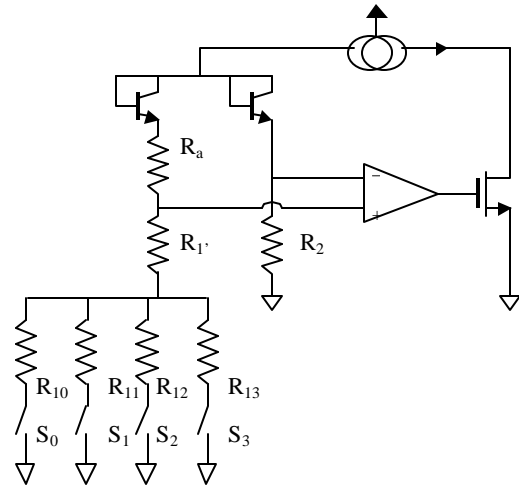 Rₐ
−
+
R₁’
R₂
R₁₀
R₁₁
R₁₂
R₁₃
S₀
S₁
S₂
S₃